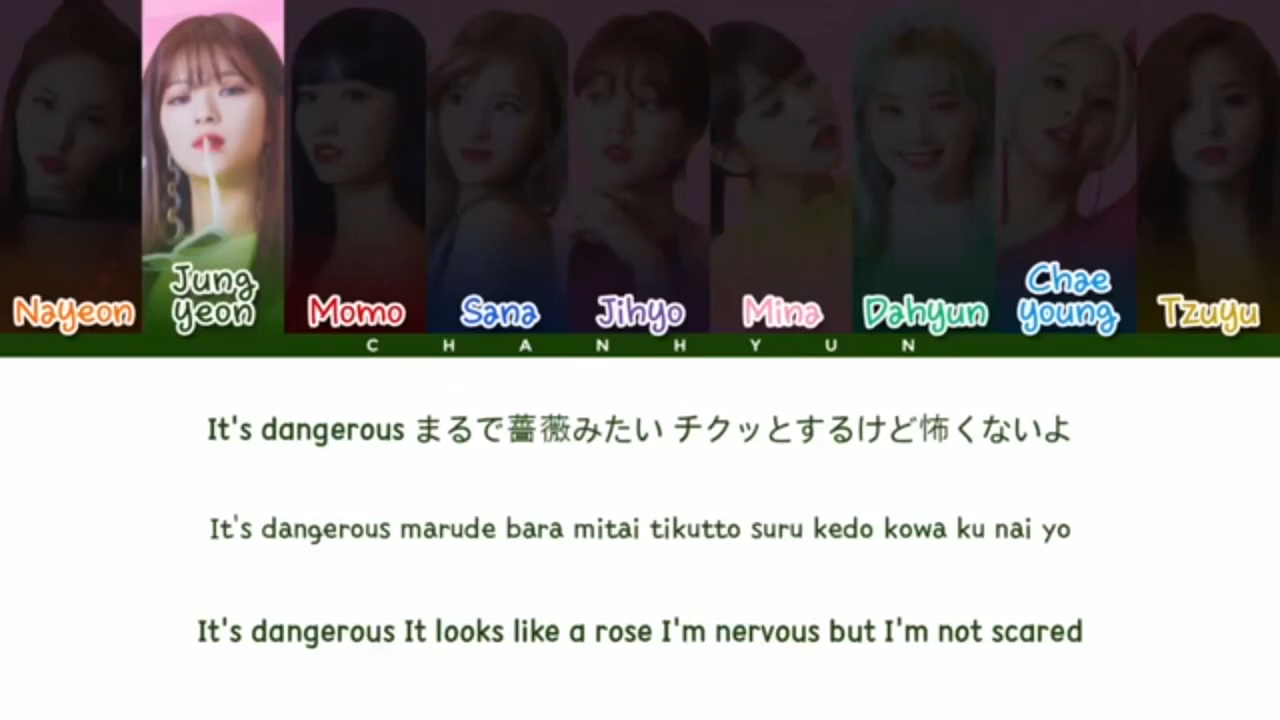 Nayeon
Jung
yeon
Momo
Sana
Jihyo
Mina
Dahyun
Chae
young
Tzuyu
CHANHYUN
It's dangerous まるで薔薇みたい チクッとするけど怖くないよ
It's dangerous marude bara mitai tikutto suru kedo kowa ku nai yo
It's dangerous It looks like a rose I'm nervous but I'm not scared